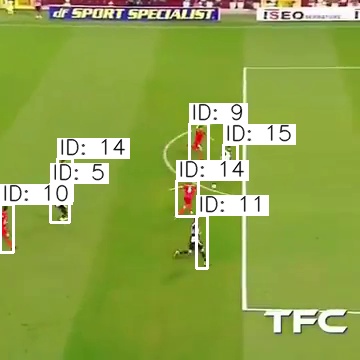 df SPORT SPECIALIST
ISEO
ID: 9
ID: 15
ID: 14
ID: 14
ID: 5
ID: 10
ID: 11
TFC